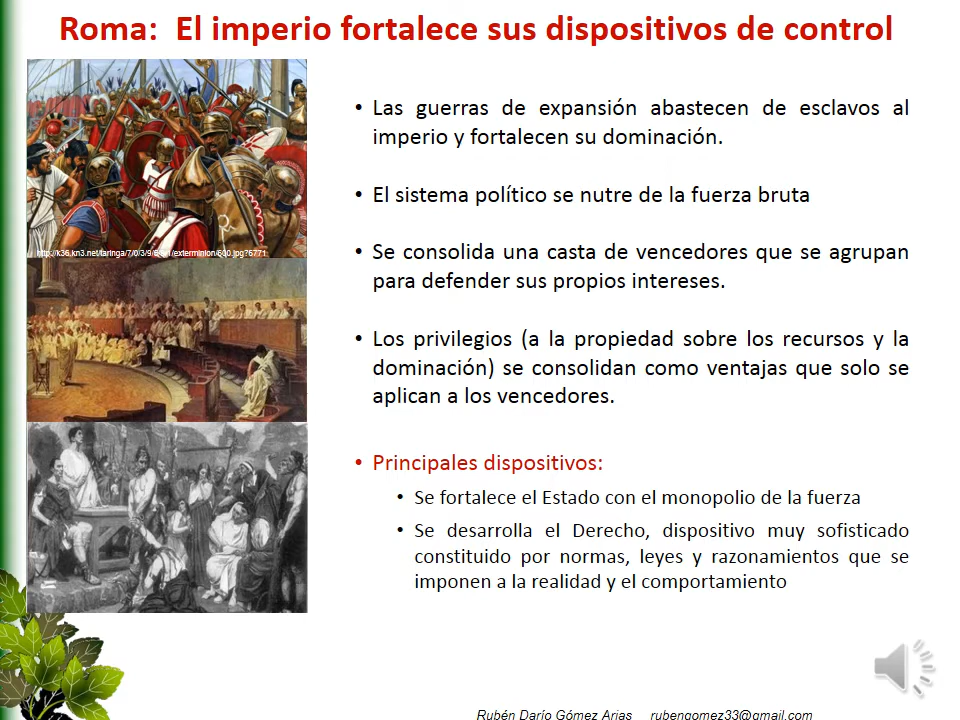 Roma: El imperio fortalece sus dispositivos de control
• Las guerras de expansión abastecen de esclavos al
imperio y fortalecen su dominación.
• El sistema político se nutre de la fuerza bruta
• Se consolida una casta de vencedores que se agrupan
para defender sus propios intereses.
• Los privilegios (a la propiedad sobre los recursos y la
dominación) se consolidan como ventajas que solo se
aplican a los vencedores.
• Principales dispositivos:
• Se fortalece el Estado con el monopolio de la fuerza
• Se desarrolla el Derecho, dispositivo muy sofisticado
constituido por normas, leyes y razonamientos que se
imponen a la realidad y el comportamiento
Rubén Darío Gómez Arias rubengomez33@gmail.com